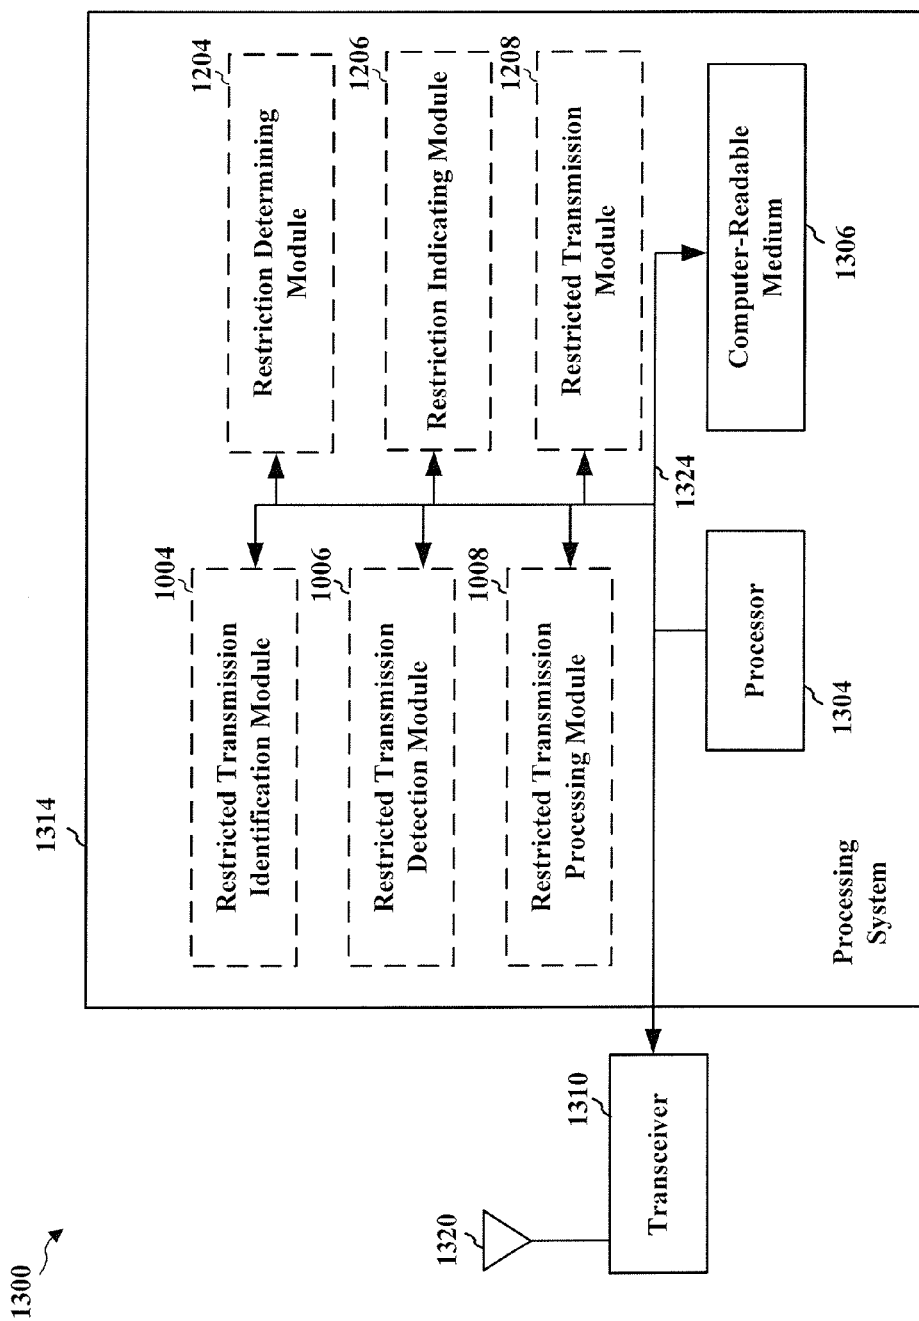 1300
1314
1004
Restricted Transmission
Identification Module
1204
Restriction Determining
Module
1006
Restricted Transmission
Detection Module
1206
Restriction Indicating Module
1008
Restricted Transmission
Processing Module
1208
Restricted Transmission
Module
1324
1320
1310
Transceiver
Processor
1304
Computer-Readable
Medium
1306
Processing
System